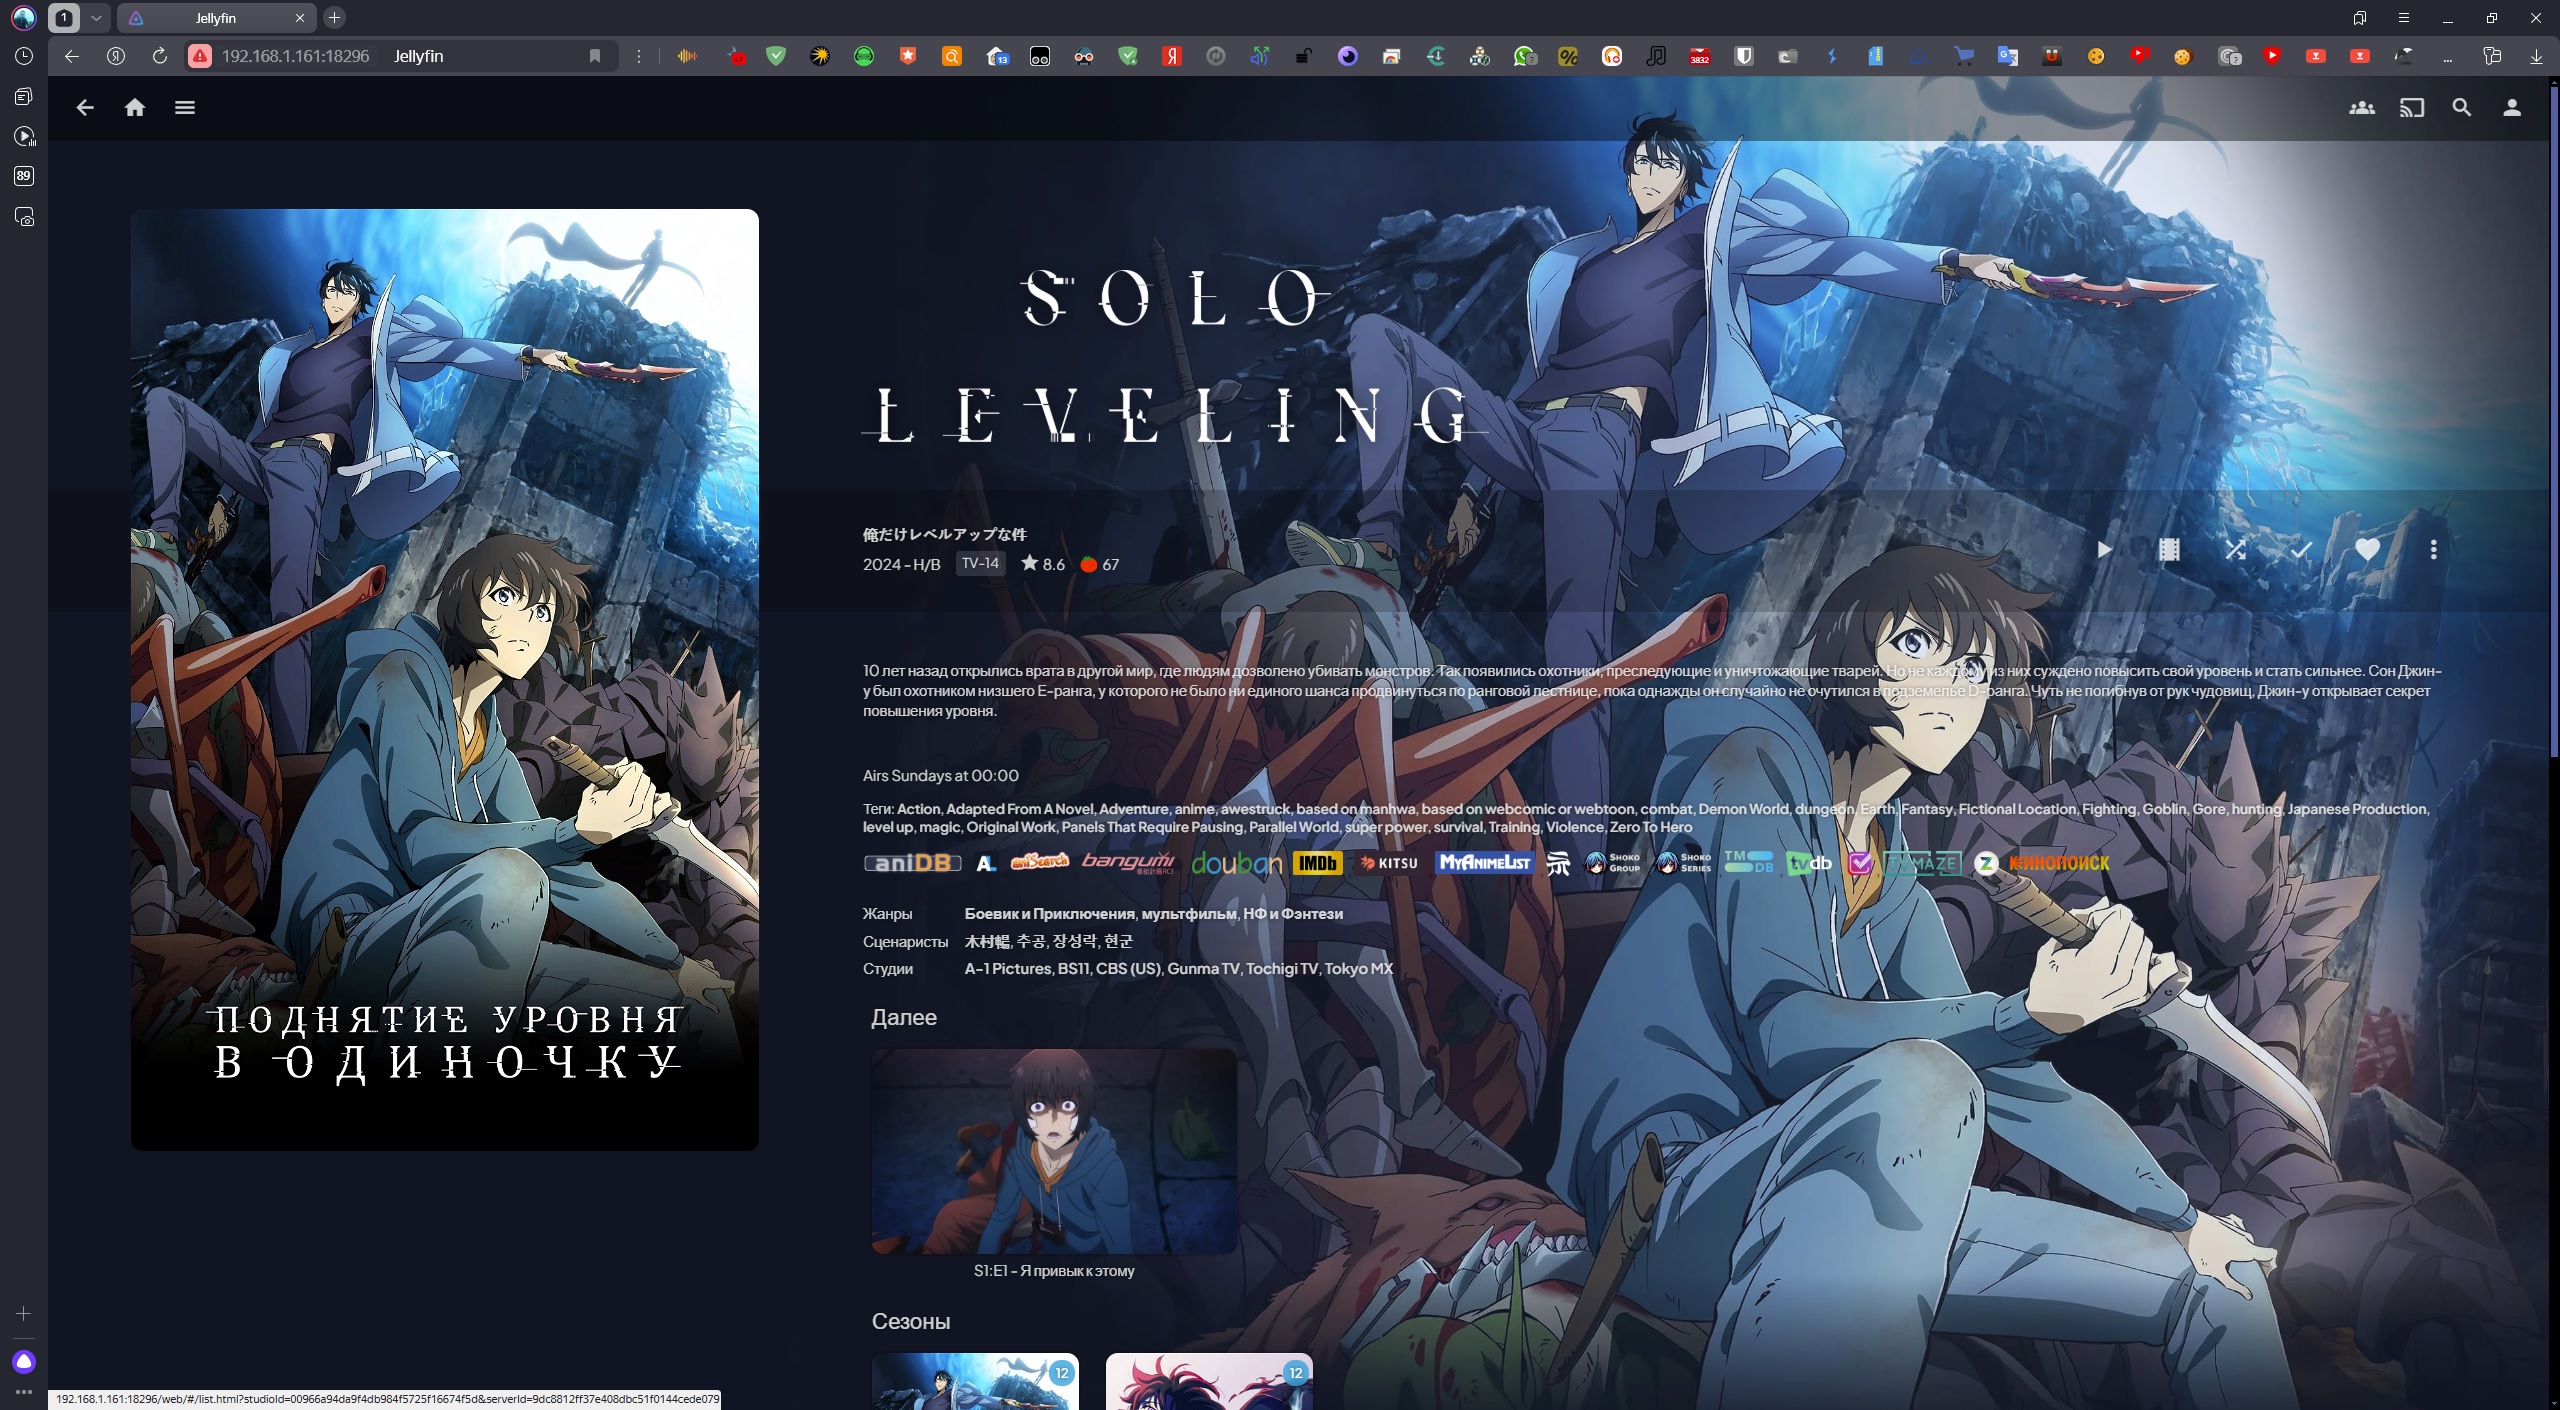 1
Jellyfin
192.168.1.161:18296 Jellyfin
13
3832
89
SOLO
LEVELING
俺だけレベルアップな件
2024 - Н/В TV-14 8.6 67
10 лет назад открылись врата в другой мир, где людям дозволено убивать монстров. Так появились охотники, преследующие и уничтожающие тварей. Но не каждому из них суждено повысить свой уровень и стать сильнее. Сон Джин-
у был охотником низшего E-ранга, у которого не было ни единого шанса продвинуться по ранговой лестнице, пока однажды он случайно не очутился в подземелье D-ранга. Чуть не погибнув от рук чудовищ, Джин-у открывает секрет
повышения уровня.
Airs Sundays at 00:00
Теги: Action, Adapted From A Novel, Adventure, anime, awestruck, based on manhwa, based on webcomic or webtoon, combat, Demon World, dungeon, Earth, Fantasy, Fictional Location, Fighting, Goblin, Gore, hunting, Japanese Production,
level up, magic, Original Work, Panels That Require Pausing, Parallel World, super power, survival, Training, Violence, Zero To Hero
aniDB AL aniSearch bangumi douban IMDb KITSU MYANIMELIST SHOKO GROUP SHOKO SERIES TMDB tvdb TVMAZE Z КИНОПОИСК
Жанры Боевик и Приключения, мультфильм, НФ и Фэнтези
Сценаристы 木村暢, 추공, 장성락, 현군
Студии A-1 Pictures, BS11, CBS (US), Gunma TV, Tochigi TV, Tokyo MX
ПОДНЯТИЕ УРОВНЯ
В ОДИНОЧКУ
Далее
S1:E1 - Я привык к этому
Сезоны
12
12
192.168.1.161:18296/web/#/list.html?studioId=00966a94da9f4db984f5725f16674f5d&serverId=9dc8812ff37e408dbc51f0144cede079